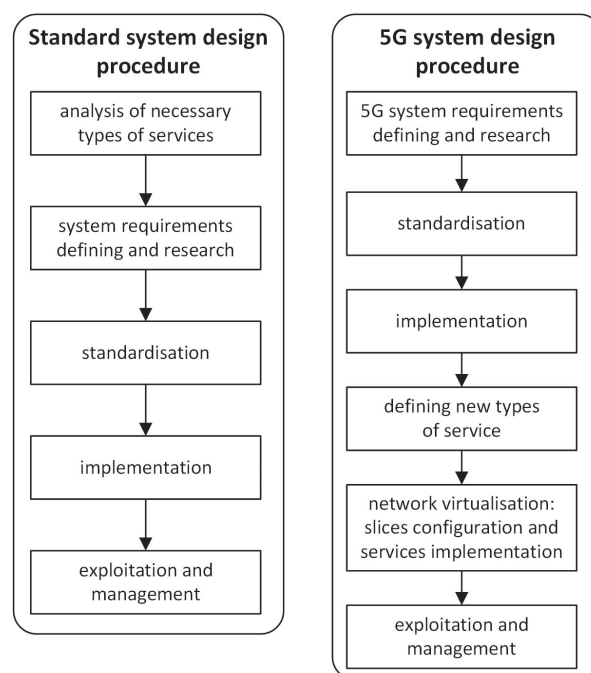 Standard system design
procedure
analysis of necessary
types of services
system requirements
defining and research
standardisation
implementation
exploitation and
management
5G system design
procedure
5G system requirements
defining and research
standardisation
implementation
defining new types
of service
network virtualisation:
slices configuration and
services implementation
exploitation and
management